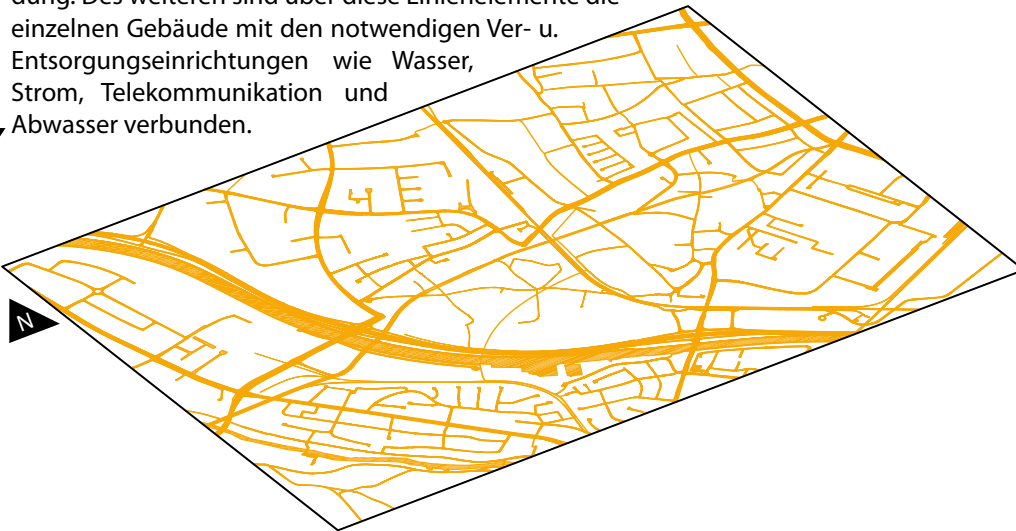 dung. Des weiteren sind über diese Linienelemente die
einzelnen Gebäude mit den notwendigen Ver- u.
Entsorgungseinrichtungen wie Wasser,
Strom, Telekommunikation und
Abwasser verbunden.
N